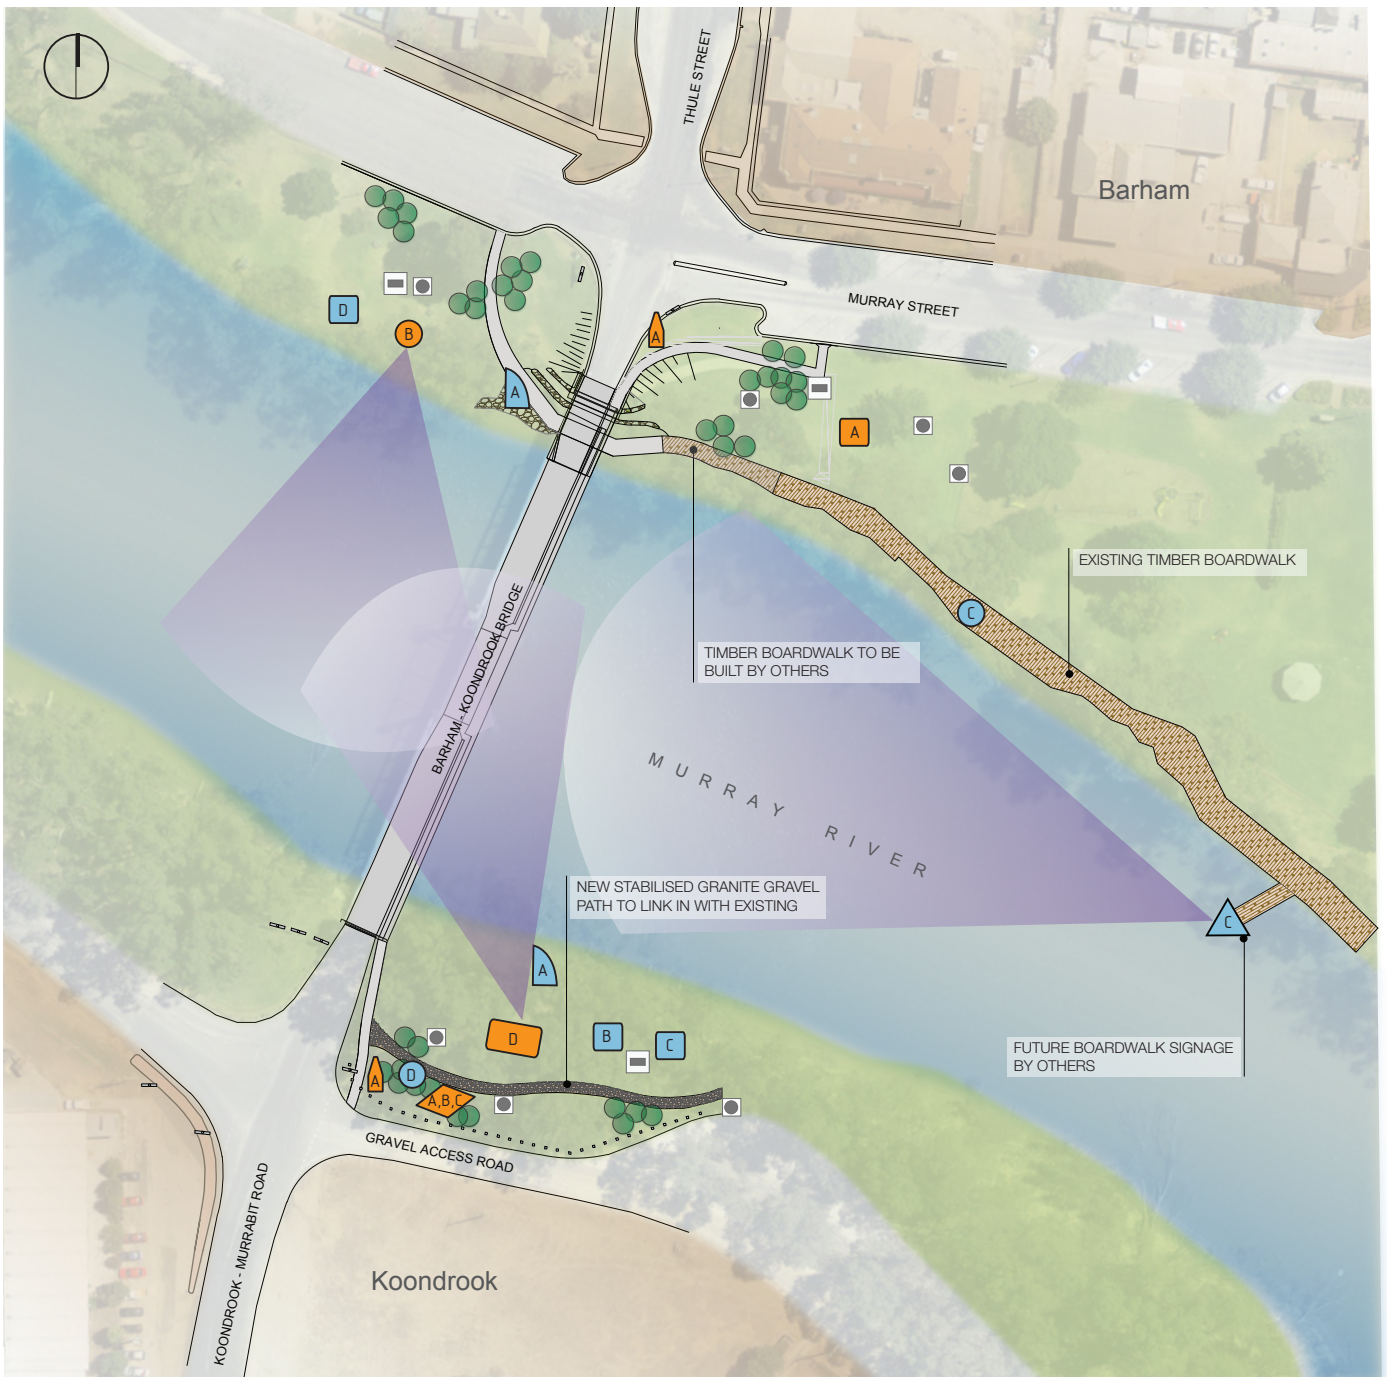 THULE STREET
Barham
MURRAY STREET
D
B
A
A
A
EXISTING TIMBER BOARDWALK
C
TIMBER BOARDWALK TO BE
BUILT BY OTHERS
BARHAM - KOONDROOK BRIDGE
MURRAY RIVER
NEW STABILISED GRANITE GRAVEL
PATH TO LINK IN WITH EXISTING
C
A
D
B
C
FUTURE BOARDWALK SIGNAGE
BY OTHERS
A
D
A,B,C
GRAVEL ACCESS ROAD
KOONDROOK - MURRABIT ROAD
Koondrook